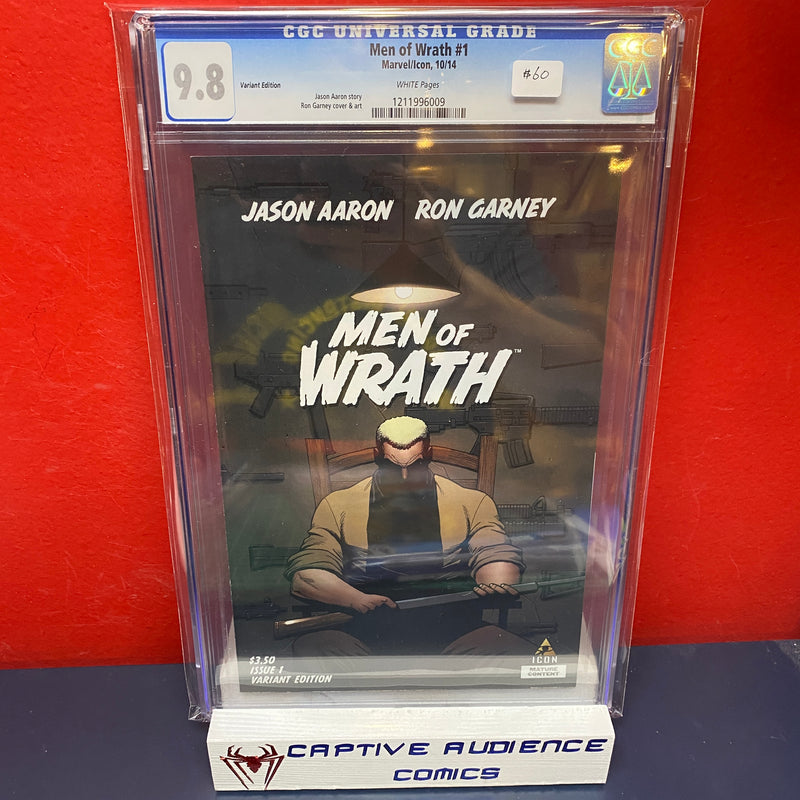 CGC UNIVERSAL GRADE
9.8
Men of Wrath #1
Marvel/Icon, 10/14
Variant Edition
WHITE Pages
Jason Aaron story
Ron Garney cover & art
1211996009
#60
CGC
JASON AARON RON GARNEY
MEN OF
WRATH™
$3.50
ISSUE 1
VARIANT EDITION
ICON
MATURE
CONTENT
CAPTIVE AUDIENCE
COMICS